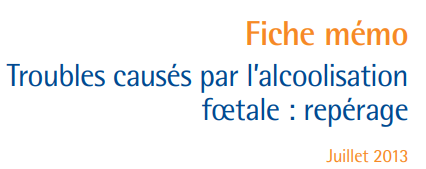 Fiche mémo
Troubles causés par l'alcoolisation
fœtale : repérage
Juillet 2013